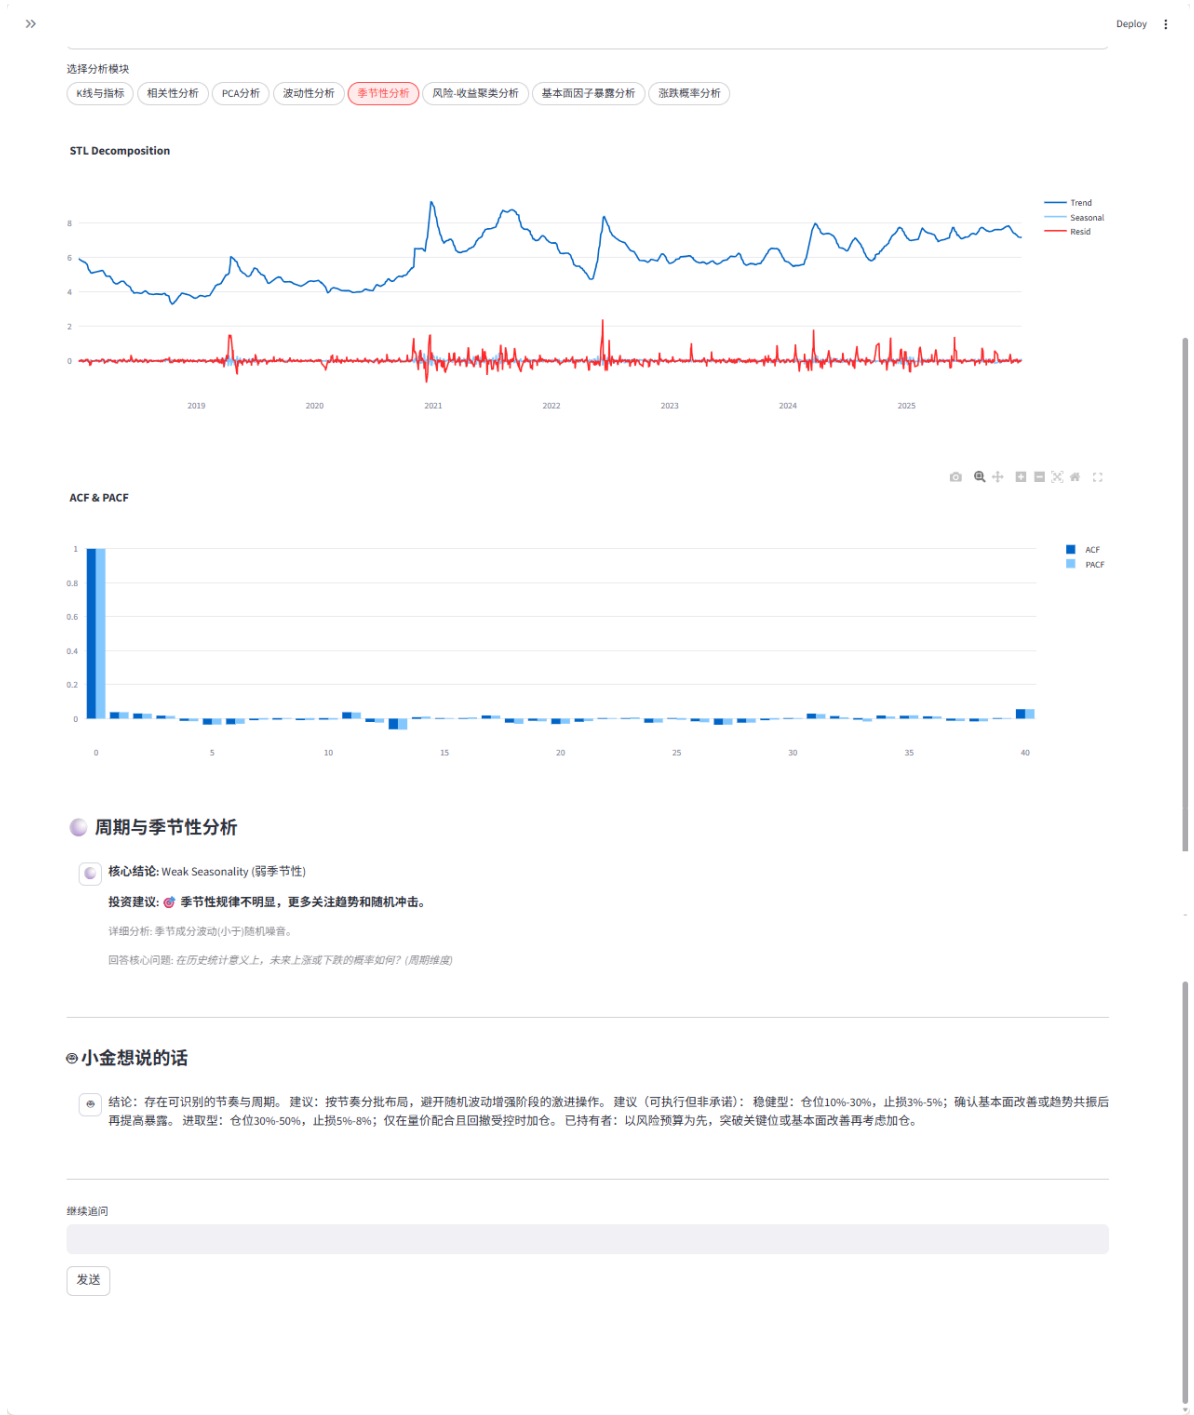 Deploy
选择分析模块
K线与指标 相关性分析 PCA分析 波动性分析 季节性分析 风险-收益聚类分析 基本面因子暴露分析 涨跌概率分析
STL Decomposition
Trend
Seasonal
Resid
8
6
4
2
0
2019 2020 2021 2022 2023 2024 2025
ACF & PACF
ACF
PACF
1
0.8
0.6
0.4
0.2
0
0 5 10 15 20 25 30 35 40
周期与季节性分析
核心结论: Weak Seasonality (弱季节性)
投资建议: 🎯 季节性规律不明显，更多关注趋势和随机冲击。
详细分析: 季节成分波动(小于)随机噪音。
回答核心问题: 在历史统计意义上，未来上涨或下跌的概率如何？(周期维度)
小金想说的话
结论：存在可识别的节奏与周期。 建议：按节奏分批布局，避开随机波动增强阶段的激进操作。 建议（可执行但非承诺）： 稳健型：仓位10%-30%，止损3%-5%；确认基本面改善或趋势共振后
再提高暴露。 进取型：仓位30%-50%，止损5%-8%；仅在量价配合且回撤受控时加仓。 已持有者：以风险预算为先，突破关键位或基本面改善再考虑加仓。
继续追问
发送